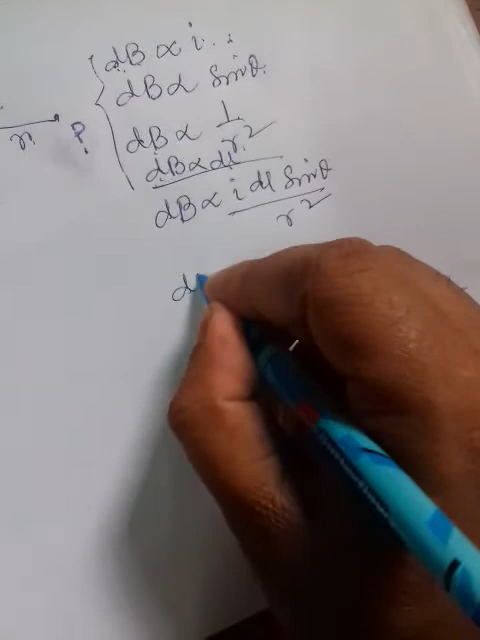 dB ∝ i
dB ∝ Sinθ
dB ∝ 1/r²
dB ∝ dl
dB ∝ i dl Sinθ / r²
r P
d